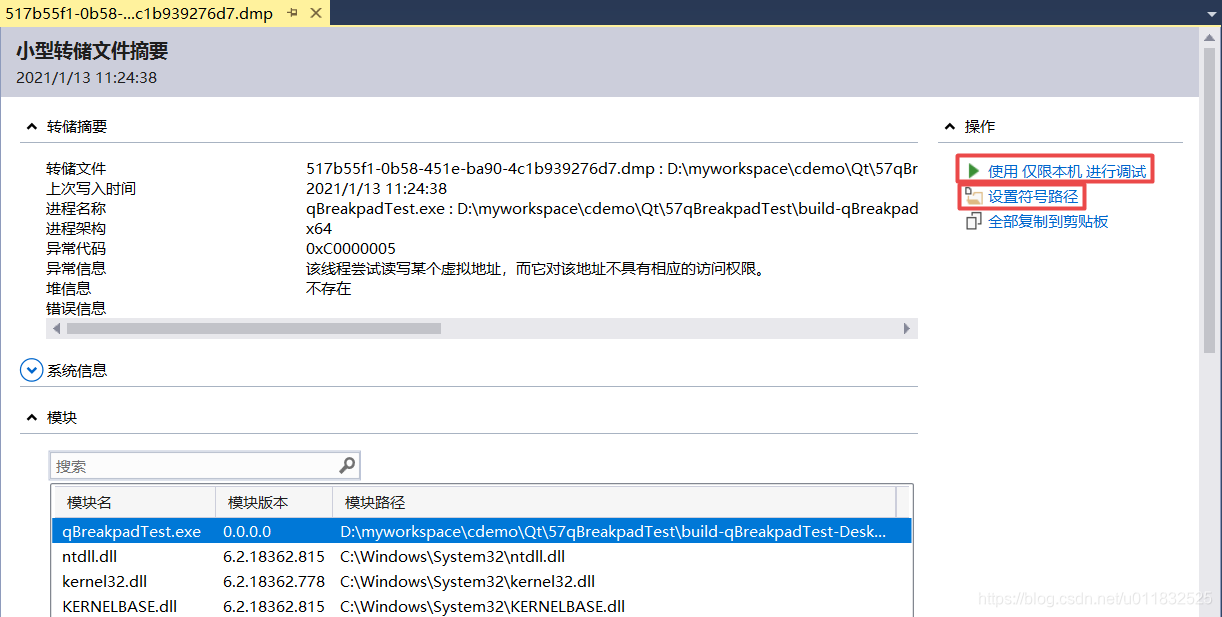 517b55f1-0b58-...c1b939276d7.dmp
小型转储文件摘要
2021/1/13 11:24:38
转储摘要
转储文件 517b55f1-0b58-451e-ba90-4c1b939276d7.dmp : D:\myworkspace\cdemo\Qt\57qBr
上次写入时间 2021/1/13 11:24:38
进程名称 qBreakpadTest.exe : D:\myworkspace\cdemo\Qt\57qBreakpadTest\build-qBreakpad
进程架构 x64
异常代码 0xC0000005
异常信息 该线程尝试读写某个虚拟地址，而它对该地址不具有相应的访问权限。
堆信息 不存在
错误信息
操作
使用 仅限本机 进行调试
设置符号路径
全部复制到剪贴板
系统信息
模块
搜索
模块名 模块版本 模块路径
qBreakpadTest.exe 0.0.0.0 D:\myworkspace\cdemo\Qt\57qBreakpadTest\build-qBreakpadTest-Desk...
ntdll.dll 6.2.18362.815 C:\Windows\System32\ntdll.dll
kernel32.dll 6.2.18362.778 C:\Windows\System32\kernel32.dll
KERNELBASE.dll 6.2.18362.815 C:\Windows\System32\KERNELBASE.dll
https://blog.csdn.net/u011832525